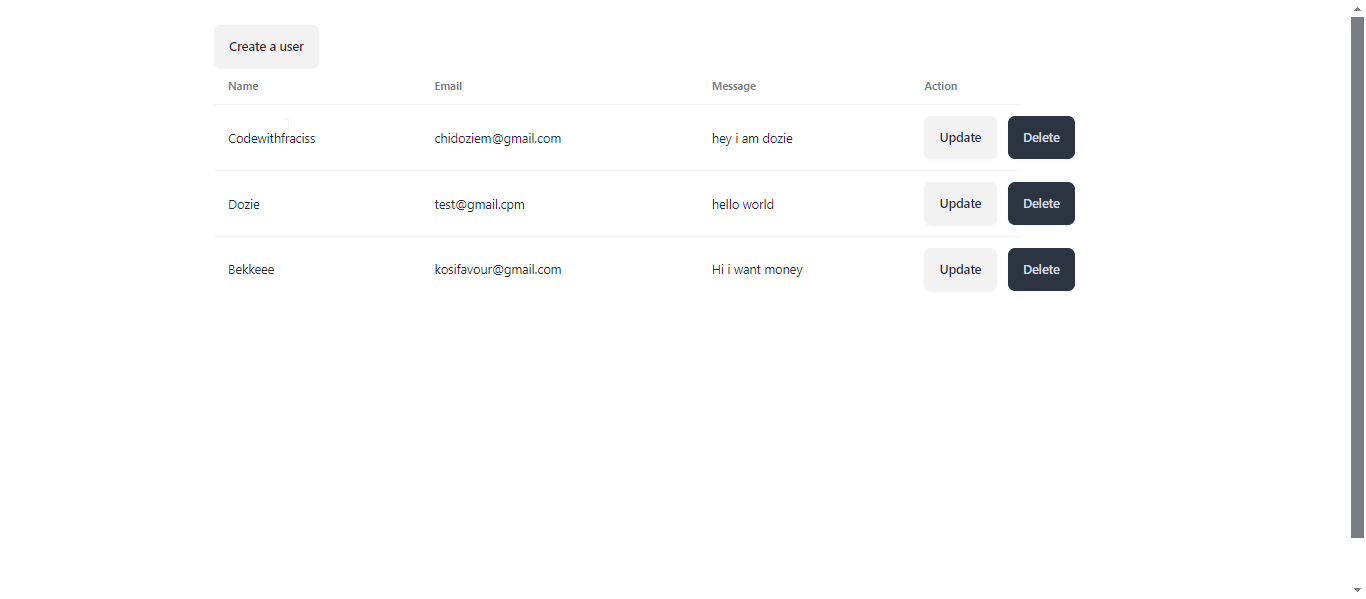 Create a user
Name Email Message Action
Codewithfraciss chidoziem@gmail.com hey i am dozie Update Delete
Dozie test@gmail.cpm hello world Update Delete
Bekkeee kosifavour@gmail.com Hi i want money Update Delete